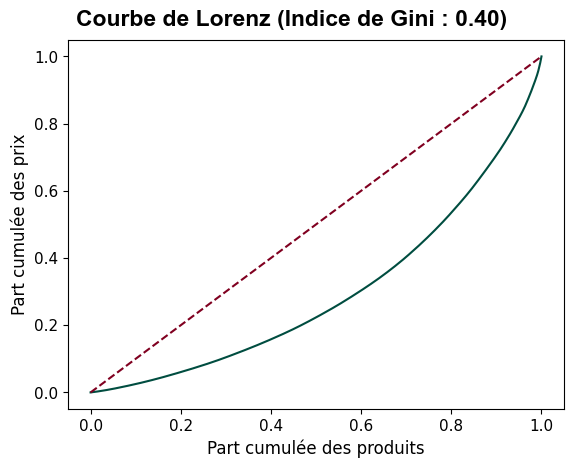 Courbe de Lorenz (Indice de Gini : 0.40)
1.0
0.8
0.6
0.4
0.2
0.0
Part cumulée des prix
0.0 0.2 0.4 0.6 0.8 1.0
Part cumulée des produits